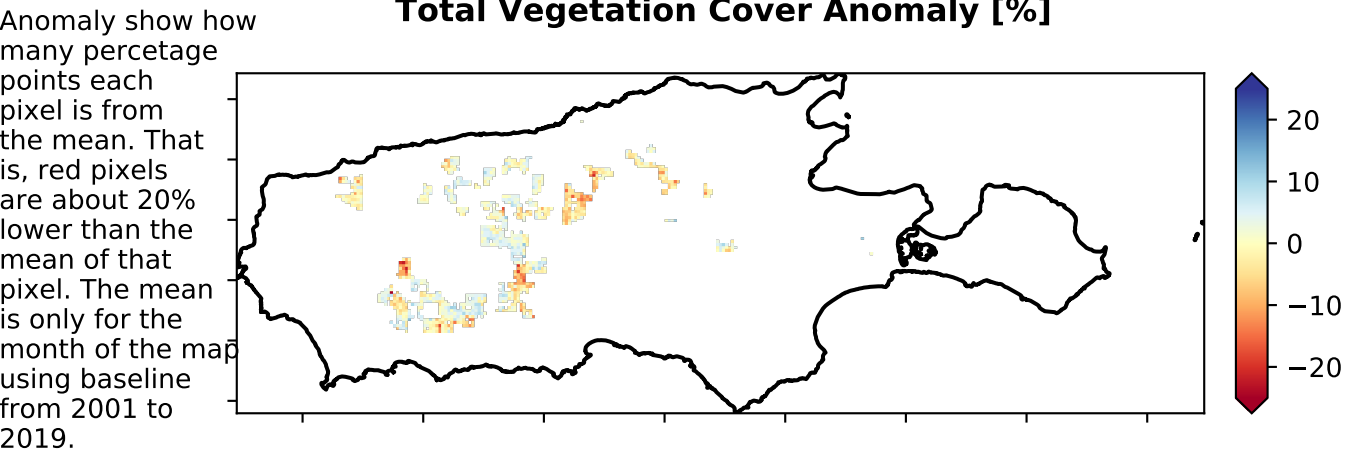 Total Vegetation Cover Anomaly [%]
Anomaly show how
many percetage
points each
pixel is from
the mean. That
is, red pixels
are about 20%
lower than the
mean of that
pixel. The mean
is only for the
month of the map
using baseline
from 2001 to
2019.
20
10
0
−10
−20